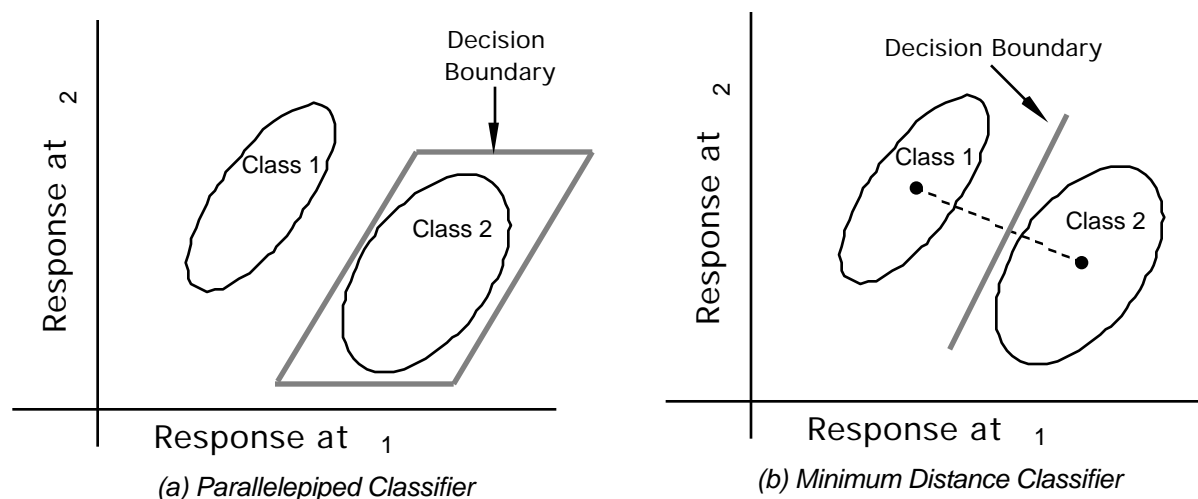 Decision
Boundary
Class 1
Class 2
Response at 2
Response at 1
(a) Parallelepiped Classifier
Decision Boundary
Class 1
Class 2
Response at 2
Response at 1
(b) Minimum Distance Classifier